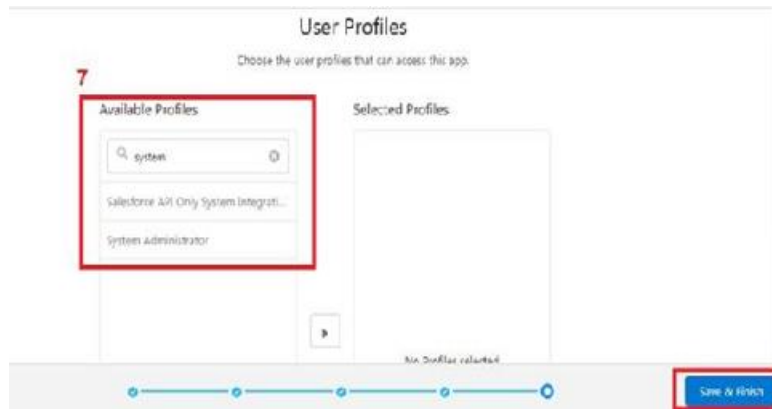 User Profiles
Choose the user profiles that can access this app.
7
Available Profiles
Selected Profiles
system
Salesforce API Only System Integrati...
System Administrator
No Profiles selected
Save & Finish